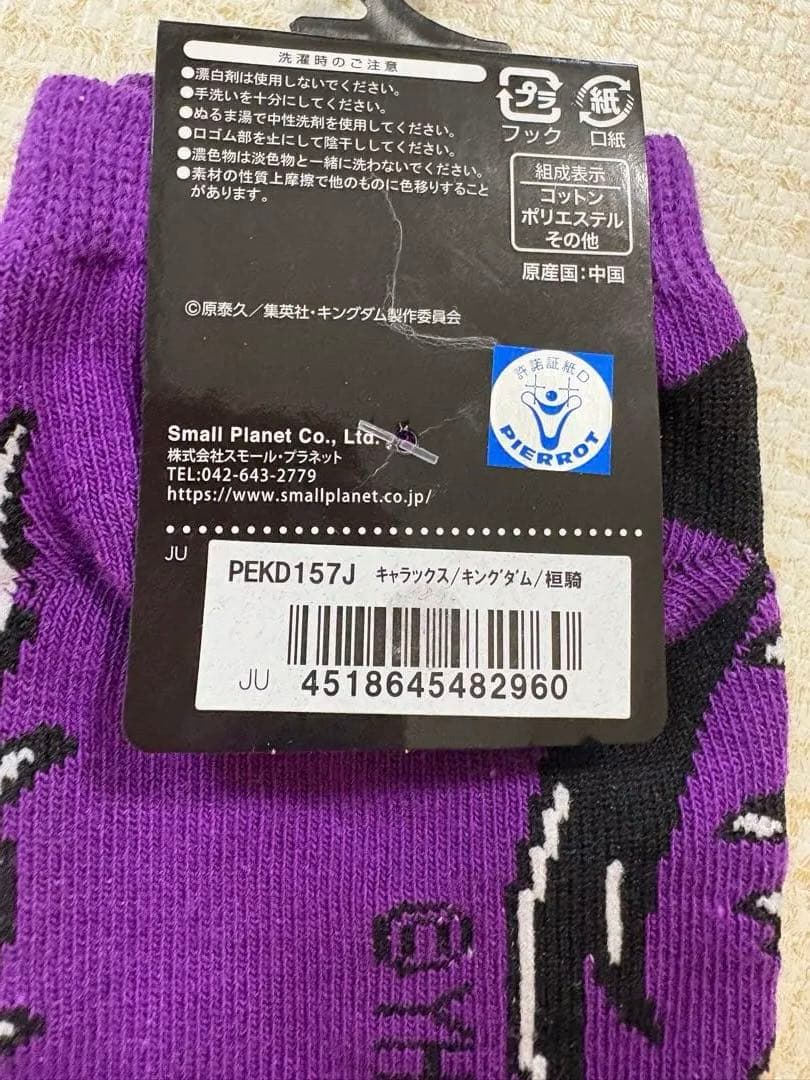 洗濯時のご注意
●漂白剤は使用しないでください。
●手洗いを十分にしてください。
●ぬるま湯で中性洗剤を使用してください。
●口ゴム部を上にして陰干ししてください。
●濃色物は淡色物と一緒に洗わないでください。
●素材の性質上摩擦で他のものに色移りすること
があります。
プラ
フック
紙
口紙
組成表示
コットン
ポリエステル
その他
原産国:中国
©原泰久/集英社・キングダム製作委員会
許諾証紙D
PIERROT
Small Planet Co., Ltd.
株式会社スモール・プラネット
TEL:042-643-2779
https://www.smallplanet.co.jp/
JU
PEKD157J キャラックス/キングダム/桓騎
JU 4518645482960